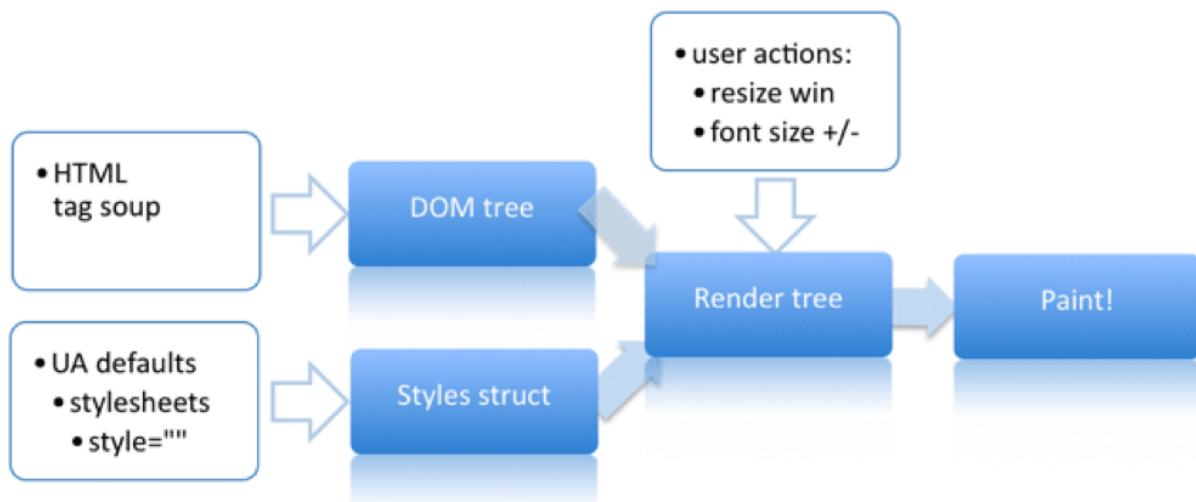 • user actions:
• resize win
• font size +/-
• HTML
tag soup
DOM tree
Render tree
Paint!
• UA defaults
• stylesheets
• style=""
Styles struct